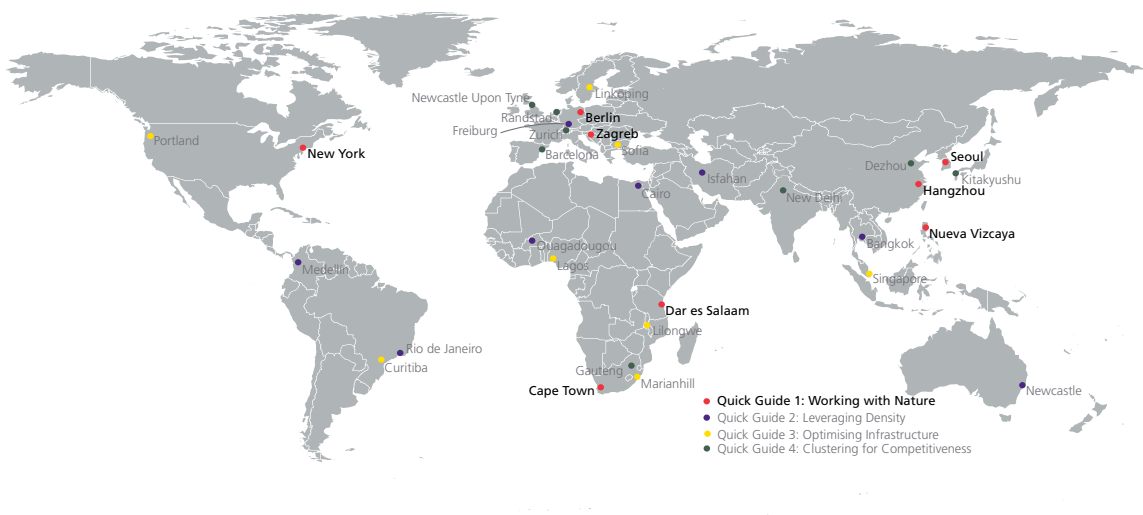 Newcastle Upon Tyne
Linkoping
Randstad
Berlin
Freiburg
Zurich
Zagreb
Portland
Sofia
New York
Barcelona
Seoul
Dezhou
Isfahan
Kitakyushu
Cairo
New Delhi
Hangzhou
Nueva Vizcaya
Ouagadougou
Bangkok
Lagos
Medellin
Singapore
Dar es Salaam
Lilongwe
Rio de Janeiro
Curitiba
Gauteng
Marianhill
Cape Town
Newcastle
Quick Guide 1: Working with Nature
Quick Guide 2: Leveraging Density
Quick Guide 3: Optimising Infrastructure
Quick Guide 4: Clustering for Competitiveness